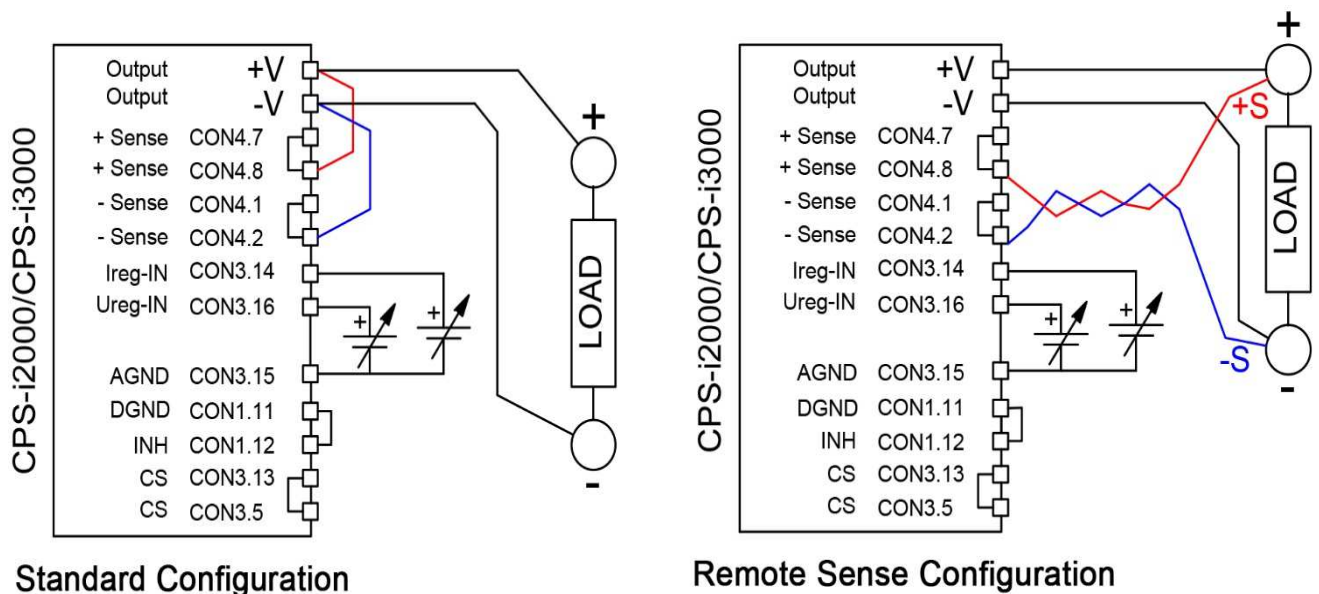 CPS-i2000/CPS-i3000
Output +V
Output -V
+ Sense CON4.7
+ Sense CON4.8
- Sense CON4.1
- Sense CON4.2
Ireg-IN CON3.14
Ureg-IN CON3.16
AGND CON3.15
DGND CON1.11
INH CON1.12
CS CON3.13
CS CON3.5
+
+
+
LOAD
-
Standard Configuration
CPS-i2000/CPS-i3000
Output +V
Output -V
+ Sense CON4.7
+ Sense CON4.8
- Sense CON4.1
- Sense CON4.2
Ireg-IN CON3.14
Ureg-IN CON3.16
AGND CON3.15
DGND CON1.11
INH CON1.12
CS CON3.13
CS CON3.5
+
+
+
+S
LOAD
-S
-
Remote Sense Configuration